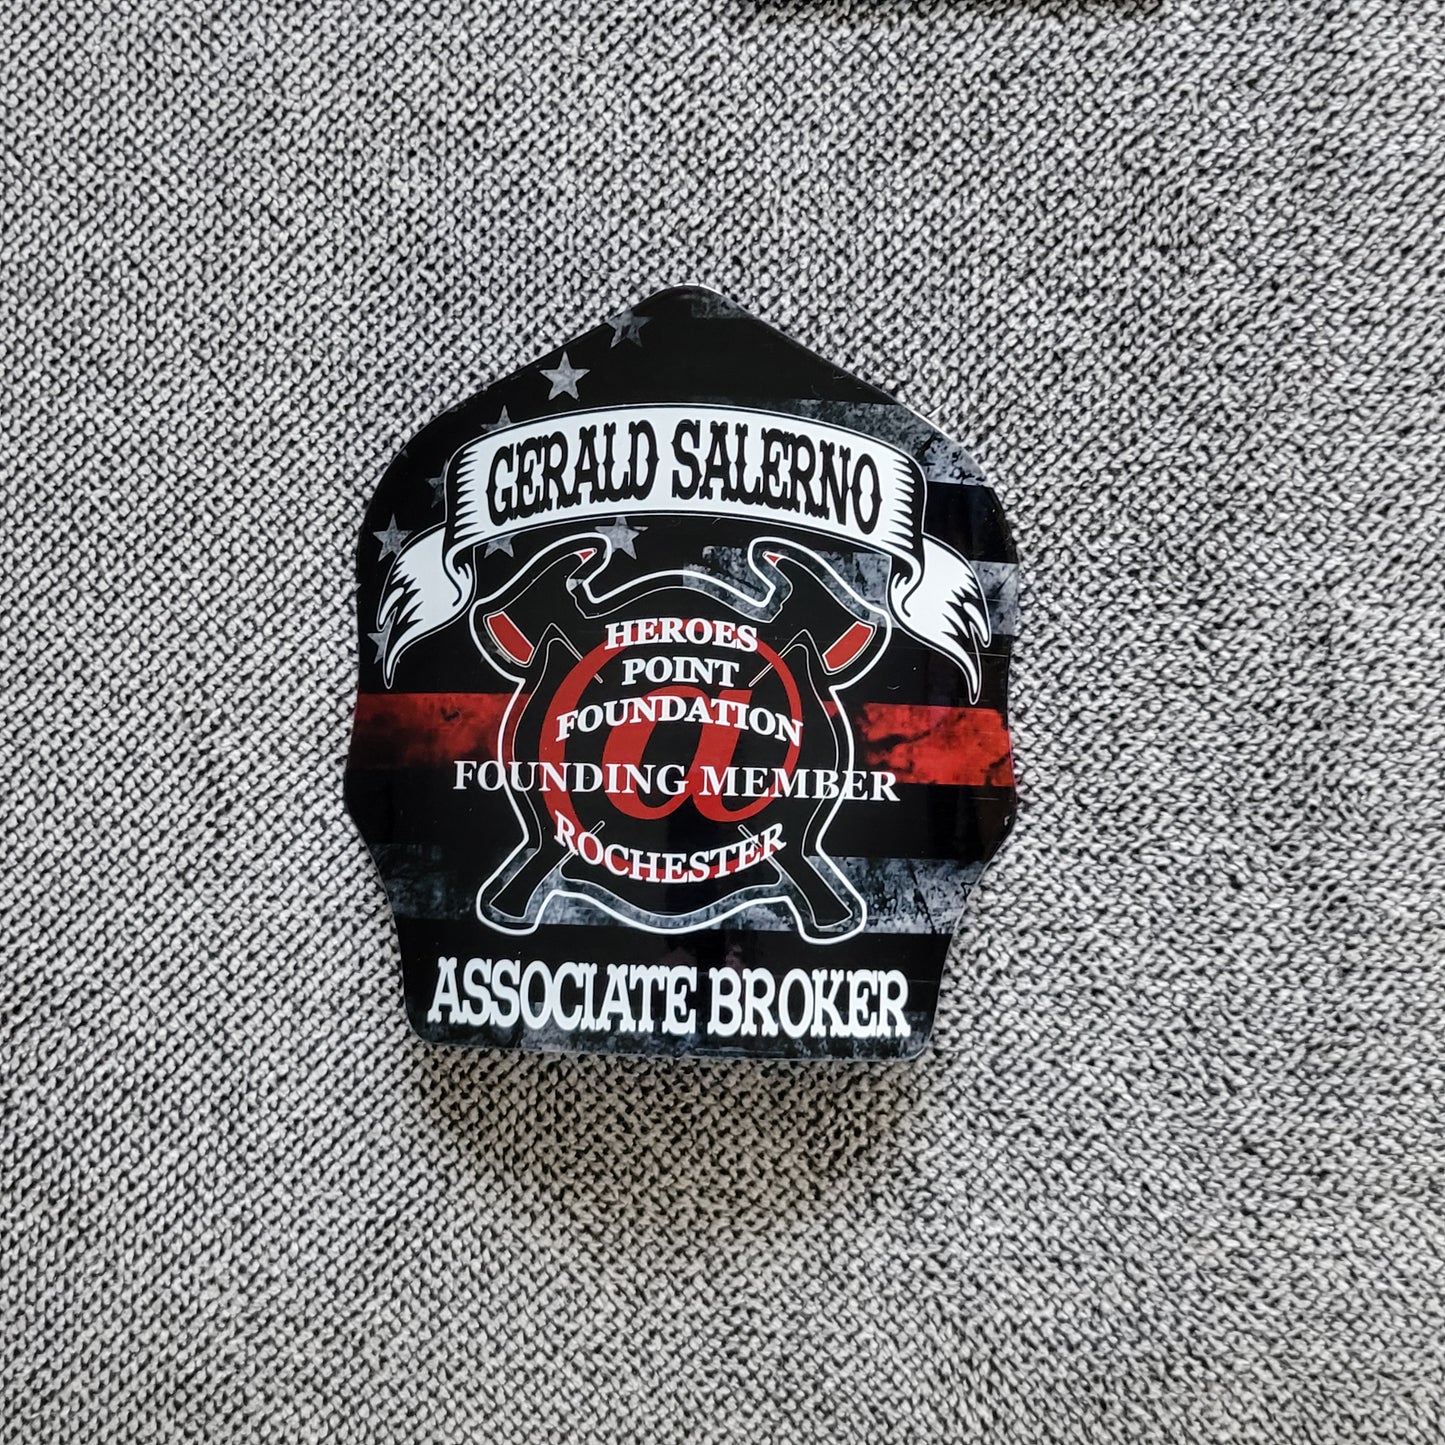 GERALD SALERNO
HEROES
POINT
FOUNDATION
@
FOUNDING MEMBER
ROCHESTER
ASSOCIATE BROKER